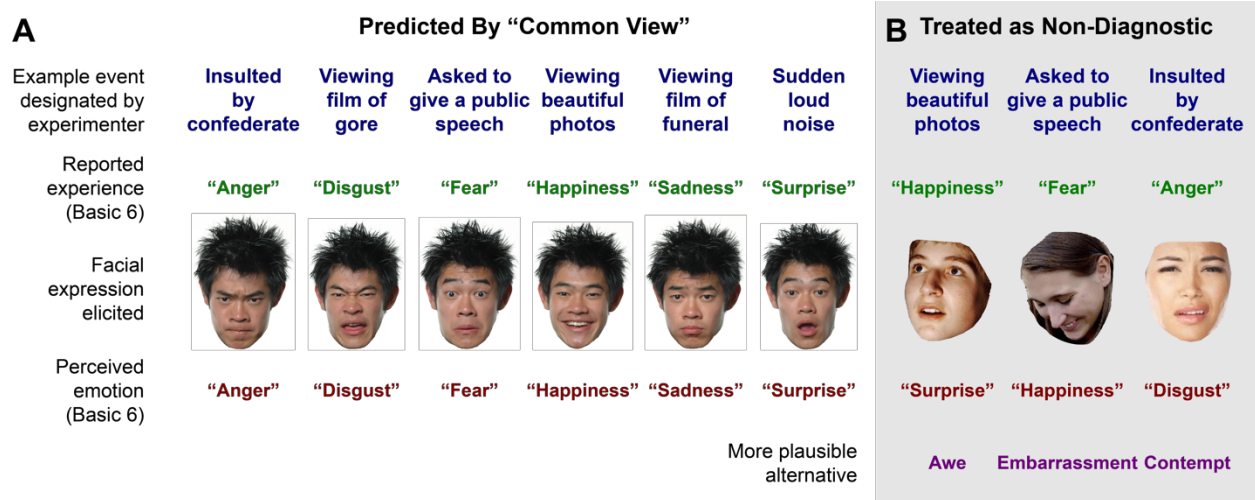 A
Predicted By “Common View”
Example event
designated by
experimenter
Insulted
by
confederate
Viewing
film of
gore
Asked to
give a public
speech
Viewing
beautiful
photos
Viewing
film of
funeral
Sudden
loud
noise
Reported
experience
(Basic 6)
“Anger” “Disgust” “Fear” “Happiness” “Sadness” “Surprise”
Facial
expression
elicited
Perceived
emotion
(Basic 6)
“Anger” “Disgust” “Fear” “Happiness” “Sadness” “Surprise”
More plausible
alternative
B
Treated as Non-Diagnostic
Viewing
beautiful
photos
Asked to
give a public
speech
Insulted
by
confederate
“Happiness” “Fear” “Anger”
“Surprise” “Happiness” “Disgust”
Awe Embarrassment Contempt